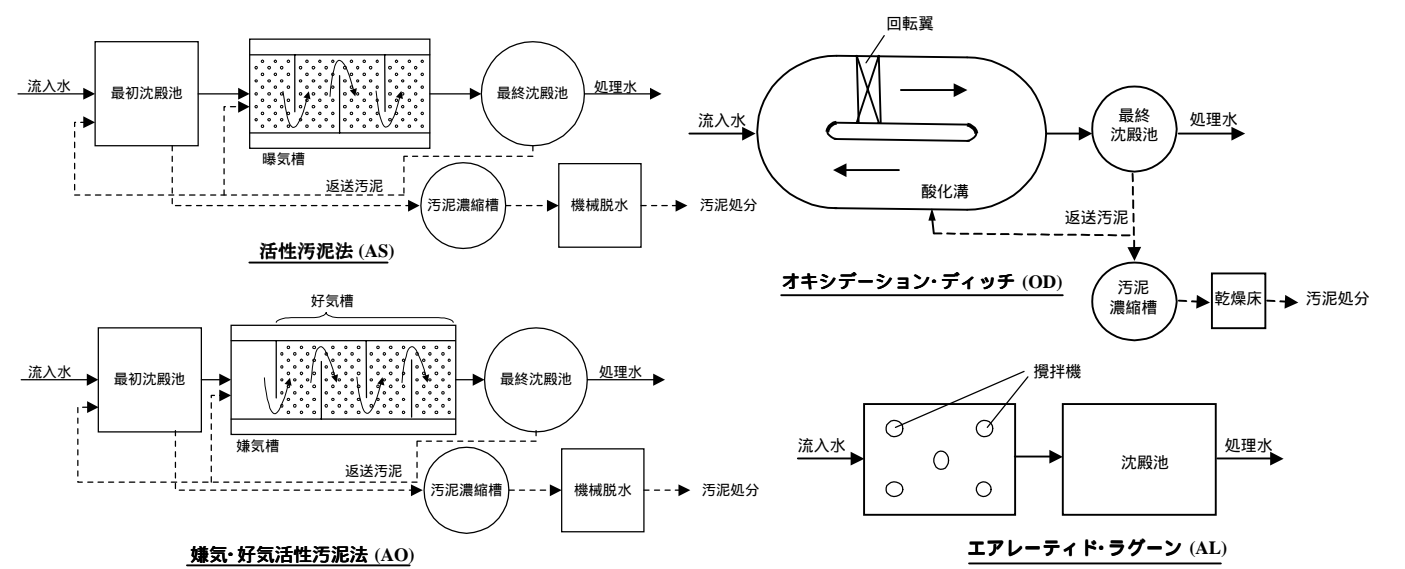 流入水
最初沈殿池
曝気槽
最終沈殿池
処理水
返送汚泥
汚泥濃縮槽
機械脱水
汚泥処分
活性汚泥法 (AS)
回転翼
流入水
酸化溝
最終
沈殿池
処理水
返送汚泥
汚泥
濃縮槽
乾燥床
汚泥処分
オキシデーション・ディッチ (OD)
好気槽
流入水
最初沈殿池
嫌気槽
最終沈殿池
処理水
返送汚泥
汚泥濃縮槽
機械脱水
汚泥処分
嫌気・好気活性汚泥法 (AO)
攪拌機
流入水
沈殿池
処理水
エアレーティド・ラグーン (AL)